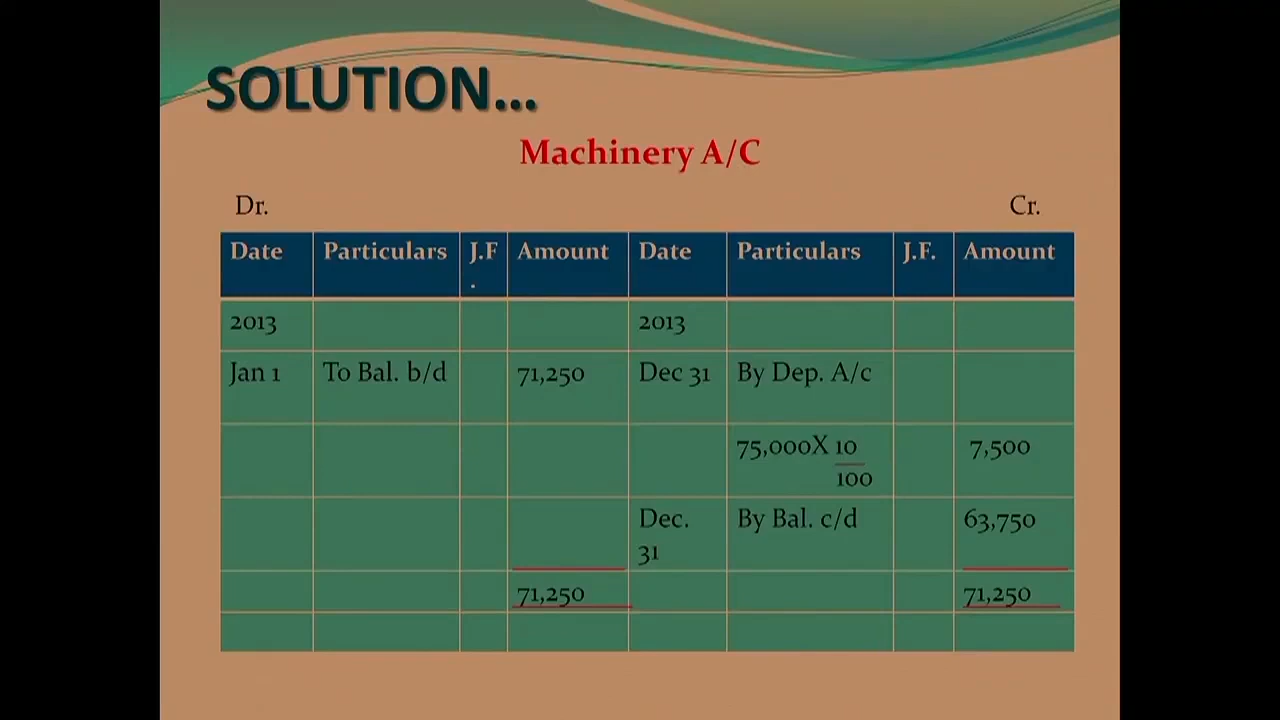 SOLUTION...
Machinery A/C
Dr. Cr.
Date Particulars J.F. Amount Date Particulars J.F. Amount
2013 2013
Jan 1 To Bal. b/d 71,250 Dec 31 By Dep. A/c
75,000X 10 7,500
100
Dec. By Bal. c/d 63,750
31
71,250 71,250